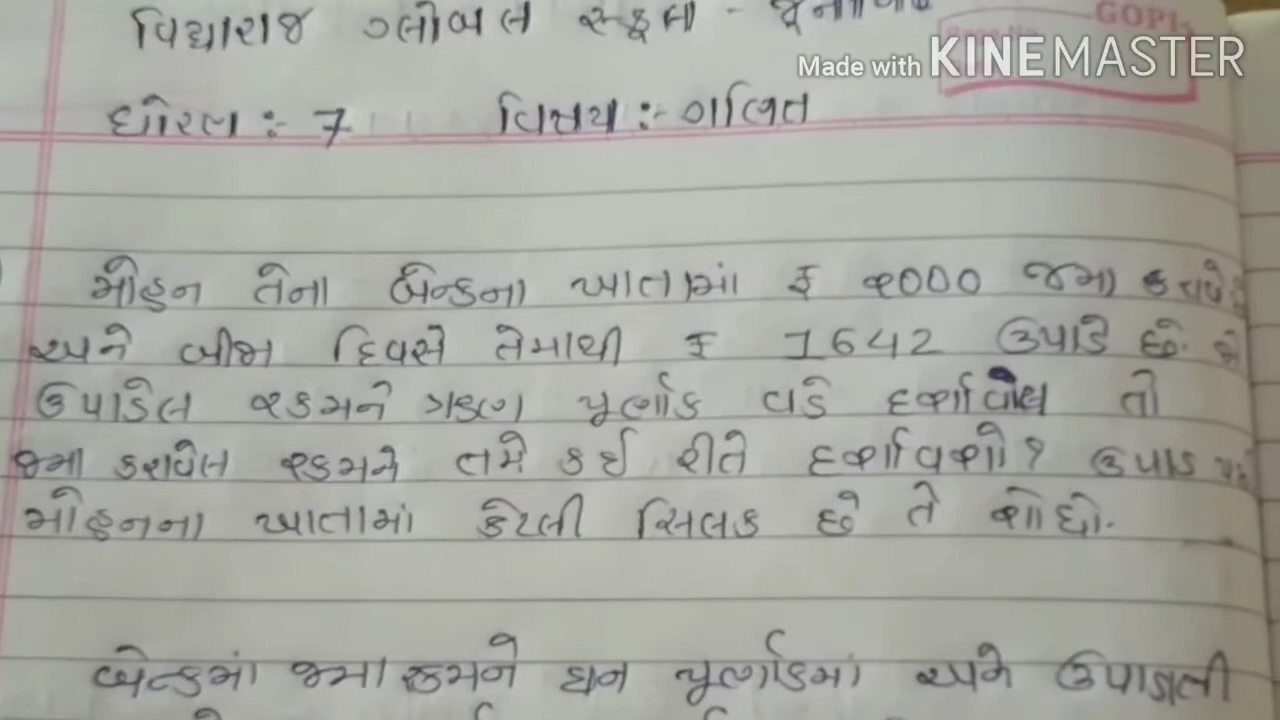 વિદ્યારાજ ગ્લોબલ સ્કૂલ -
GOPI
Made with KINEMASTER
ધોરણ :- 7 વિષય :- ગણિત
મોહન તેના બેન્કના ખાતામાં ₹ ૨000 જમા કરાવે
અને બીજા દિવસે તેમાથી ₹ 1642 ઉપાડે છે. જો
ઉપાડેલ રકમને ઋણ પૂર્ણાંક વડે દર્શાવાય તો
જમા કરાવેલ રકમને તમે કઈ રીતે દર્શાવશો? ઉપાડ
મોહનના ખાતામાં કેટલી સિલક છે તે શોધો.
બેન્કમાં જમા રકમને ધન પૂર્ણાંકમાં અને ઉપાડાલી